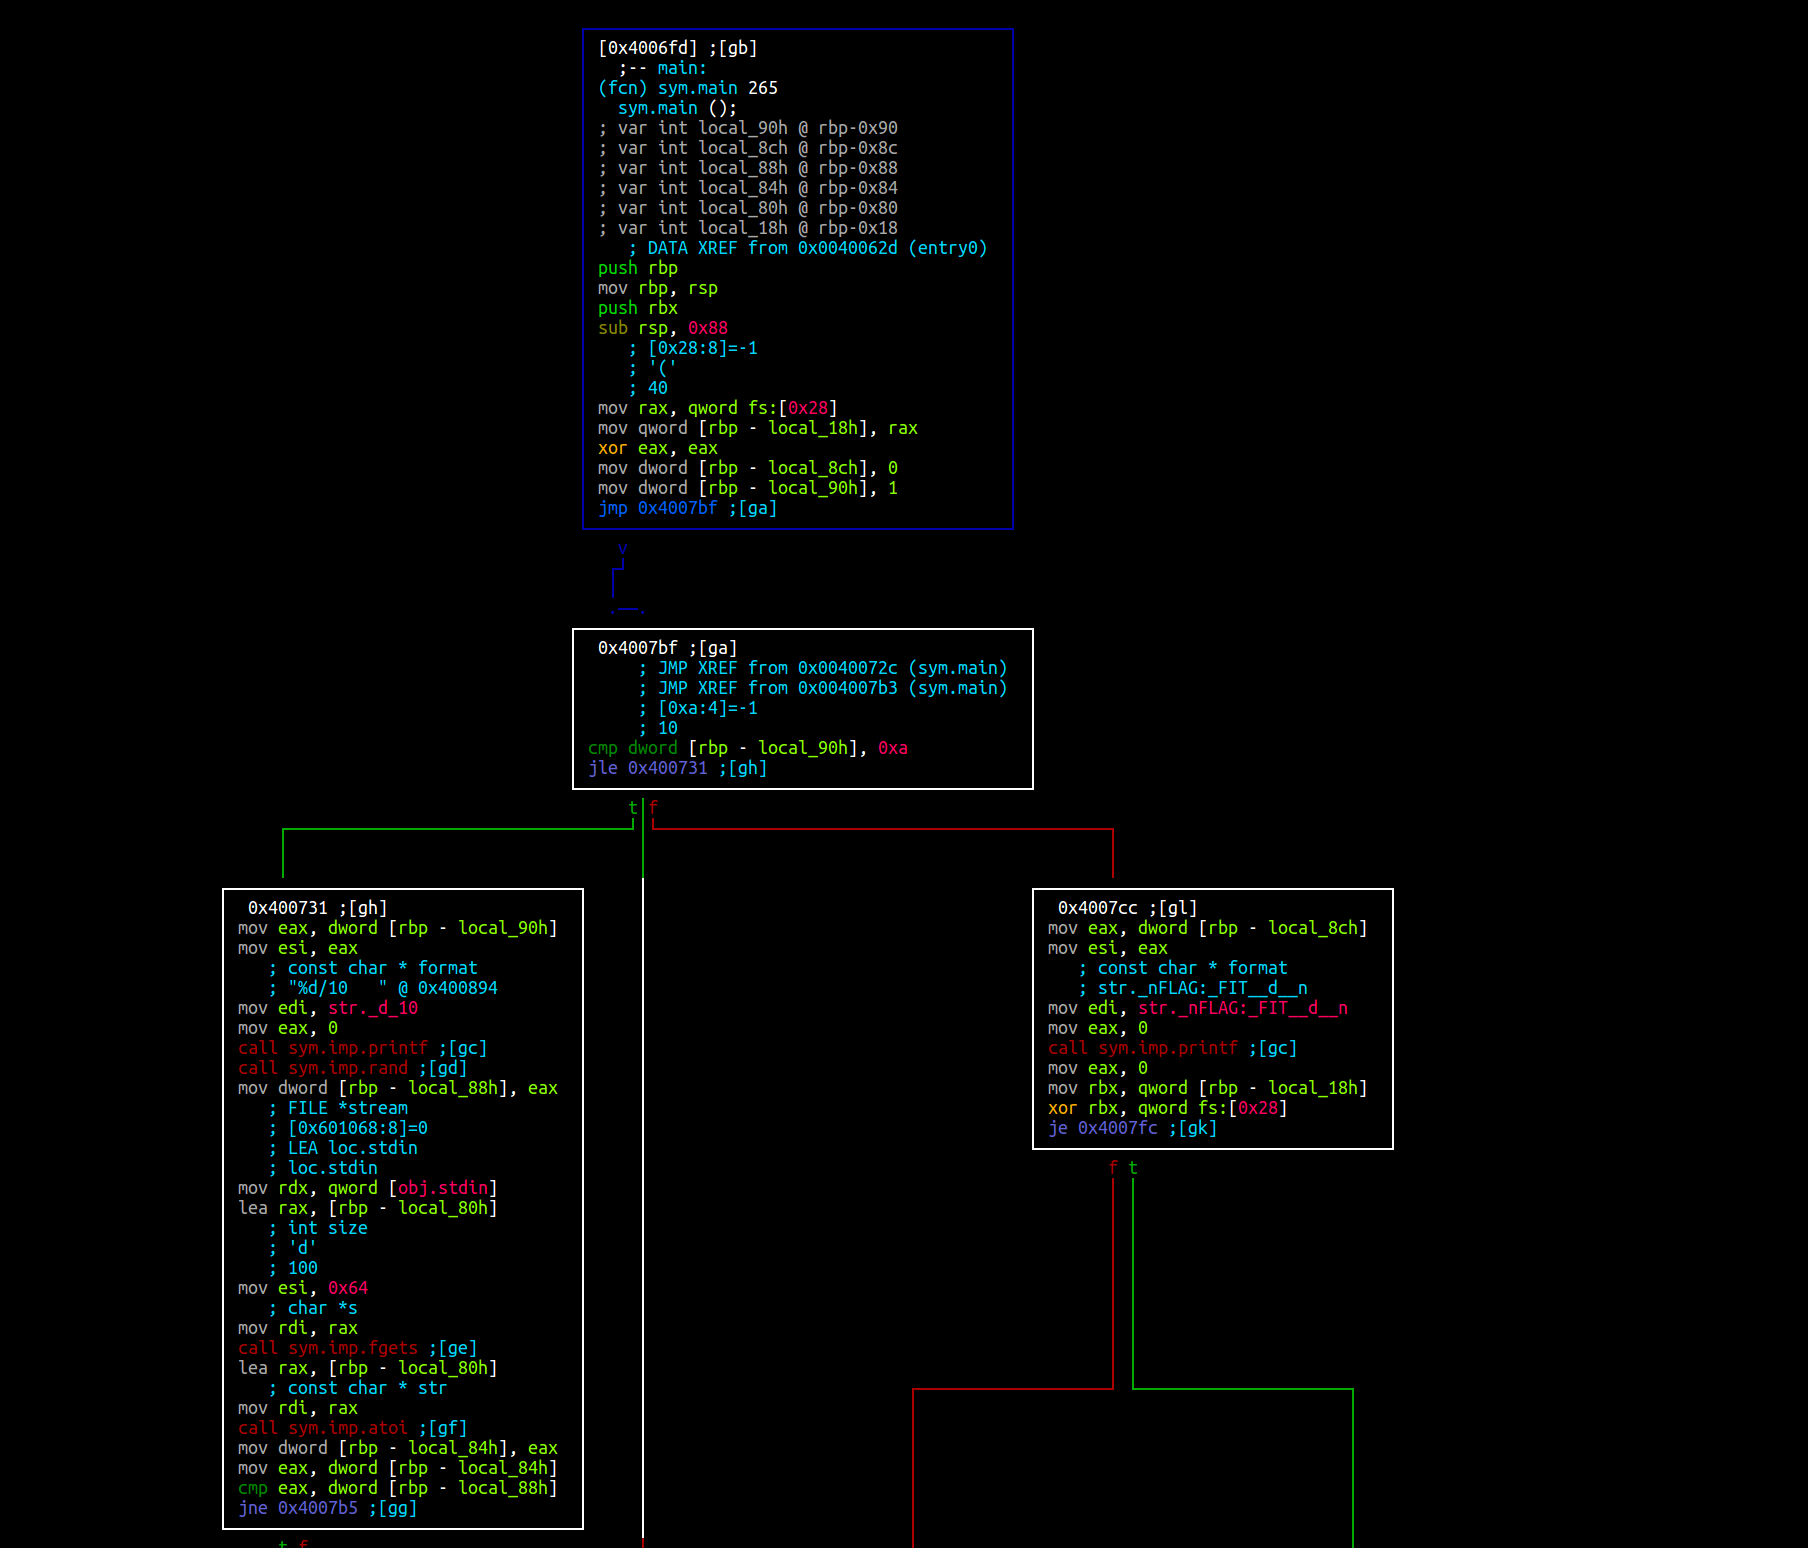 [0x4006fd] ;[gb]
;-- main:
(fcn) sym.main 265
sym.main ();
; var int local_90h @ rbp-0x90
; var int local_8ch @ rbp-0x8c
; var int local_88h @ rbp-0x88
; var int local_84h @ rbp-0x84
; var int local_80h @ rbp-0x80
; var int local_18h @ rbp-0x18
; DATA XREF from 0x0040062d (entry0)
push rbp
mov rbp, rsp
push rbx
sub rsp, 0x88
; [0x28:8]=-1
; '('
; 40
mov rax, qword fs:[0x28]
mov qword [rbp - local_18h], rax
xor eax, eax
mov dword [rbp - local_8ch], 0
mov dword [rbp - local_90h], 1
jmp 0x4007bf ;[ga]
v
0x4007bf ;[ga]
; JMP XREF from 0x0040072c (sym.main)
; JMP XREF from 0x004007b3 (sym.main)
; [0xa:4]=-1
; 10
cmp dword [rbp - local_90h], 0xa
jle 0x400731 ;[gh]
t f
0x400731 ;[gh]
mov eax, dword [rbp - local_90h]
mov esi, eax
; const char * format
; "%d/10   " @ 0x400894
mov edi, str._d_10
mov eax, 0
call sym.imp.printf ;[gc]
call sym.imp.rand ;[gd]
mov dword [rbp - local_88h], eax
; FILE *stream
; [0x601068:8]=0
; LEA loc.stdin
; loc.stdin
mov rdx, qword [obj.stdin]
lea rax, [rbp - local_80h]
; int size
; 'd'
; 100
mov esi, 0x64
; char *s
mov rdi, rax
call sym.imp.fgets ;[ge]
lea rax, [rbp - local_80h]
; const char * str
mov rdi, rax
call sym.imp.atoi ;[gf]
mov dword [rbp - local_84h], eax
mov eax, dword [rbp - local_84h]
cmp eax, dword [rbp - local_88h]
jne 0x4007b5 ;[gg]
t f
0x4007cc ;[gl]
mov eax, dword [rbp - local_8ch]
mov esi, eax
; const char * format
; str._nFLAG:_FIT__d__n
mov edi, str._nFLAG:_FIT__d__n
mov eax, 0
call sym.imp.printf ;[gc]
mov eax, 0
mov rbx, qword [rbp - local_18h]
xor rbx, qword fs:[0x28]
je 0x4007fc ;[gk]
f t